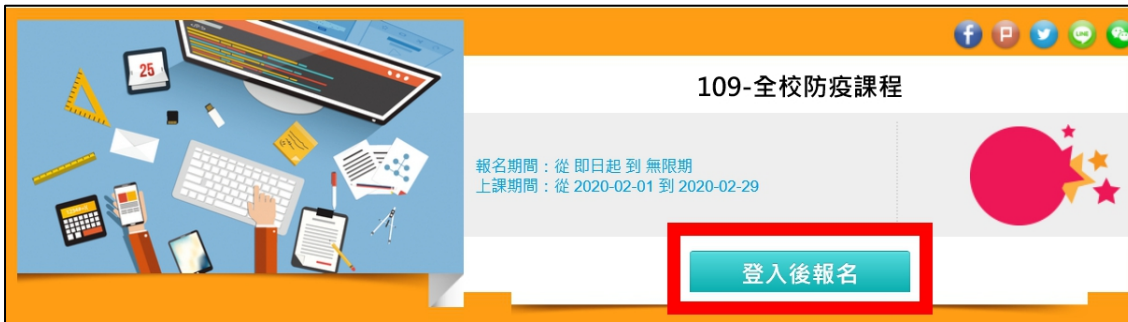 25
109-全校防疫課程
報名期間：從 即日起 到 無限期
上課期間：從 2020-02-01 到 2020-02-29
登入後報名